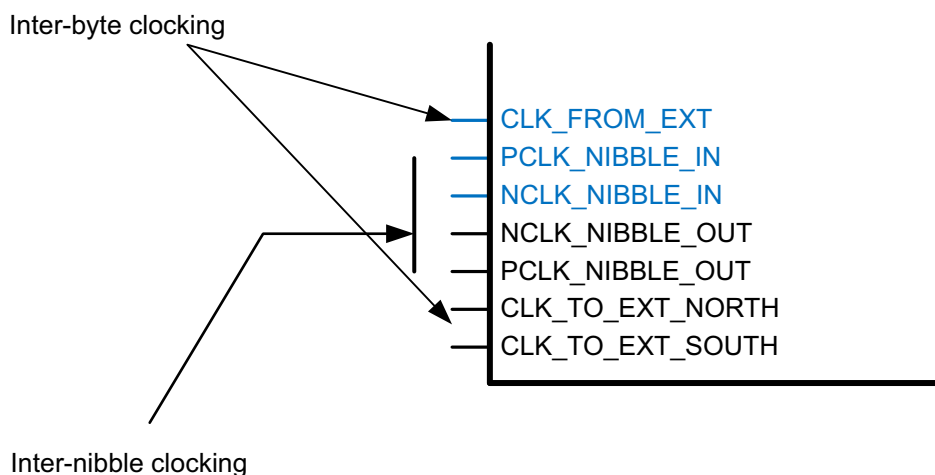 Inter-byte clocking
CLK_FROM_EXT
PCLK_NIBBLE_IN
NCLK_NIBBLE_IN
NCLK_NIBBLE_OUT
PCLK_NIBBLE_OUT
CLK_TO_EXT_NORTH
CLK_TO_EXT_SOUTH
Inter-nibble clocking